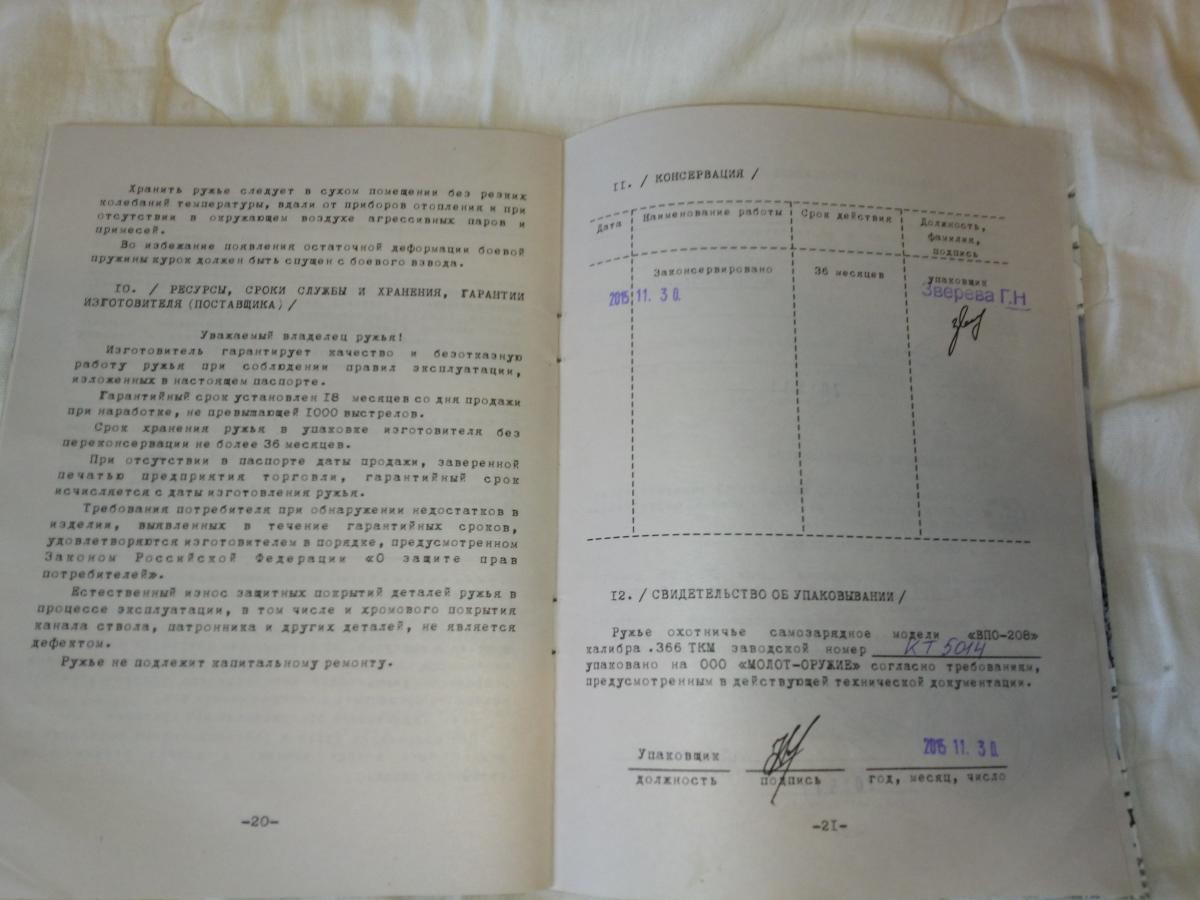 Хранить ружье следует в сухом помещении без резких
колебаний температуры, вдали от приборов отопления и при
отсутствии в окружающем воздухе агрессивных паров и
примесей.
Во избежание появления остаточной деформации боевой
пружины курок должен быть спущен с боевого взвода.
10. / РЕСУРСЫ, СРОКИ СЛУЖБЫ И ХРАНЕНИЯ, ГАРАНТИИ
ИЗГОТОВИТЕЛЯ (ПОСТАВЩИКА) /
Уважаемый владелец ружья!
Изготовитель гарантирует качество и безотказную
работу ружья при соблюдении правил эксплуатации,
изложенных в настоящем паспорте.
Гарантийный срок установлен 18 месяцев со дня продажи
при наработке, не превышающей 1000 выстрелов.
Срок хранения ружья в упаковке изготовителя без
переконсервации не более 36 месяцев.
При отсутствии в паспорте даты продажи, заверенной
печатью предприятия торговли, гарантийный срок
исчисляется с даты изготовления ружья.
Требования потребителя при обнаружении недостатков в
изделии, выявленных в течение гарантийных сроков,
удовлетворяются изготовителем в порядке, предусмотренном
Законом Российской Федерации «О защите прав
потребителей».
Естественный износ защитных покрытий деталей ружья в
процессе эксплуатации, в том числе и хромового покрытия
канала ствола, патронника и других деталей, не является
дефектом.
Ружье не подлежит капитальному ремонту.
-20-
11. / КОНСЕРВАЦИЯ /
Дата Наименование работы Срок действия Должность,
фамилия,
подпись
Законсервировано 36 месяцев упаковщик
2015 11. 30. Зверева Г.Н
12. / СВИДЕТЕЛЬСТВО ОБ УПАКОВЫВАНИИ /
Ружье охотничье самозарядное модели «ВПО-208»
калибра .366 ТКМ заводской номер КТ 5014
упаковано на ООО «МОЛОТ-ОРУЖИЕ» согласно требованиям,
предусмотренным в действующей технической документации.
Упаковщик 2015 11. 30.
должность подпись год, месяц, число
-21-